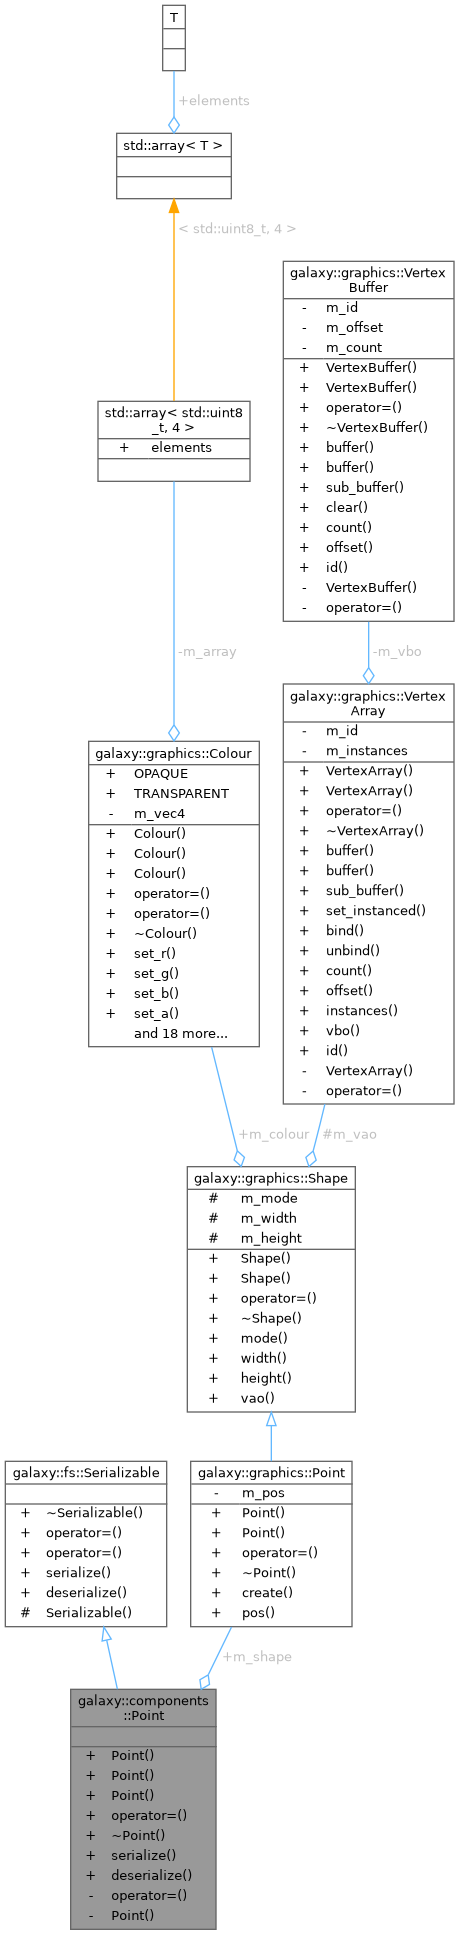 T
+elements
std::array< T >
< std::uint8_t, 4 >
galaxy::graphics::Vertex
Buffer
- m_id
- m_offset
- m_count
+ VertexBuffer()
+ VertexBuffer()
+ operator=()
+ ~VertexBuffer()
+ buffer()
+ buffer()
+ sub_buffer()
+ clear()
+ count()
+ offset()
+ id()
- VertexBuffer()
- operator=()
std::array< std::uint8
_t, 4 >
+ elements
-m_array
-m_vbo
galaxy::graphics::Vertex
Array
- m_id
- m_instances
+ VertexArray()
+ VertexArray()
+ operator=()
+ ~VertexArray()
+ buffer()
+ buffer()
+ sub_buffer()
+ set_instanced()
+ bind()
+ unbind()
+ count()
+ offset()
+ instances()
+ vbo()
+ id()
- VertexArray()
- operator=()
galaxy::graphics::Colour
+ OPAQUE
+ TRANSPARENT
- m_vec4
+ Colour()
+ Colour()
+ Colour()
+ operator=()
+ operator=()
+ ~Colour()
+ set_r()
+ set_g()
+ set_b()
+ set_a()
and 18 more...
+m_colour
#m_vao
galaxy::graphics::Shape
# m_mode
# m_width
# m_height
+ Shape()
+ Shape()
+ operator=()
+ ~Shape()
+ mode()
+ width()
+ height()
+ vao()
galaxy::fs::Serializable
+ ~Serializable()
+ operator=()
+ operator=()
+ serialize()
+ deserialize()
# Serializable()
galaxy::graphics::Point
- m_pos
+ Point()
+ Point()
+ operator=()
+ ~Point()
+ create()
+ pos()
+m_shape
galaxy::components
::Point
+ Point()
+ Point()
+ Point()
+ operator=()
+ ~Point()
+ serialize()
+ deserialize()
- operator=()
- Point()